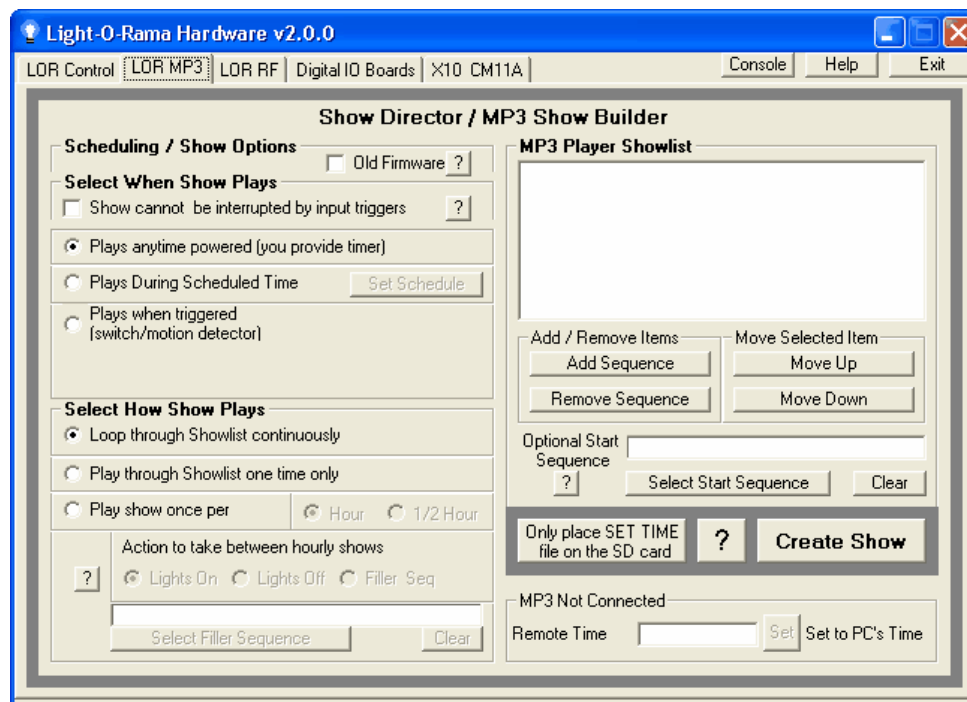 Light-O-Rama Hardware v2.0.0
LOR Control LOR MP3 LOR RF Digital IO Boards X10 CM11A Console Help Exit
Show Director / MP3 Show Builder
Scheduling / Show Options
Old Firmware ?
Select When Show Plays
Show cannot be interrupted by input triggers ?
Plays anytime powered (you provide timer)
Plays During Scheduled Time Set Schedule
Plays when triggered
(switch/motion detector)
Select How Show Plays
Loop through Showlist continuously
Play through Showlist one time only
Play show once per Hour 1/2 Hour
Action to take between hourly shows
? Lights On Lights Off Filler Seq
Select Filler Sequence Clear
MP3 Player Showlist
Add / Remove Items Move Selected Item
Add Sequence Move Up
Remove Sequence Move Down
Optional Start
Sequence
? Select Start Sequence Clear
Only place SET TIME
file on the SD card
? Create Show
MP3 Not Connected
Remote Time Set Set to PC's Time